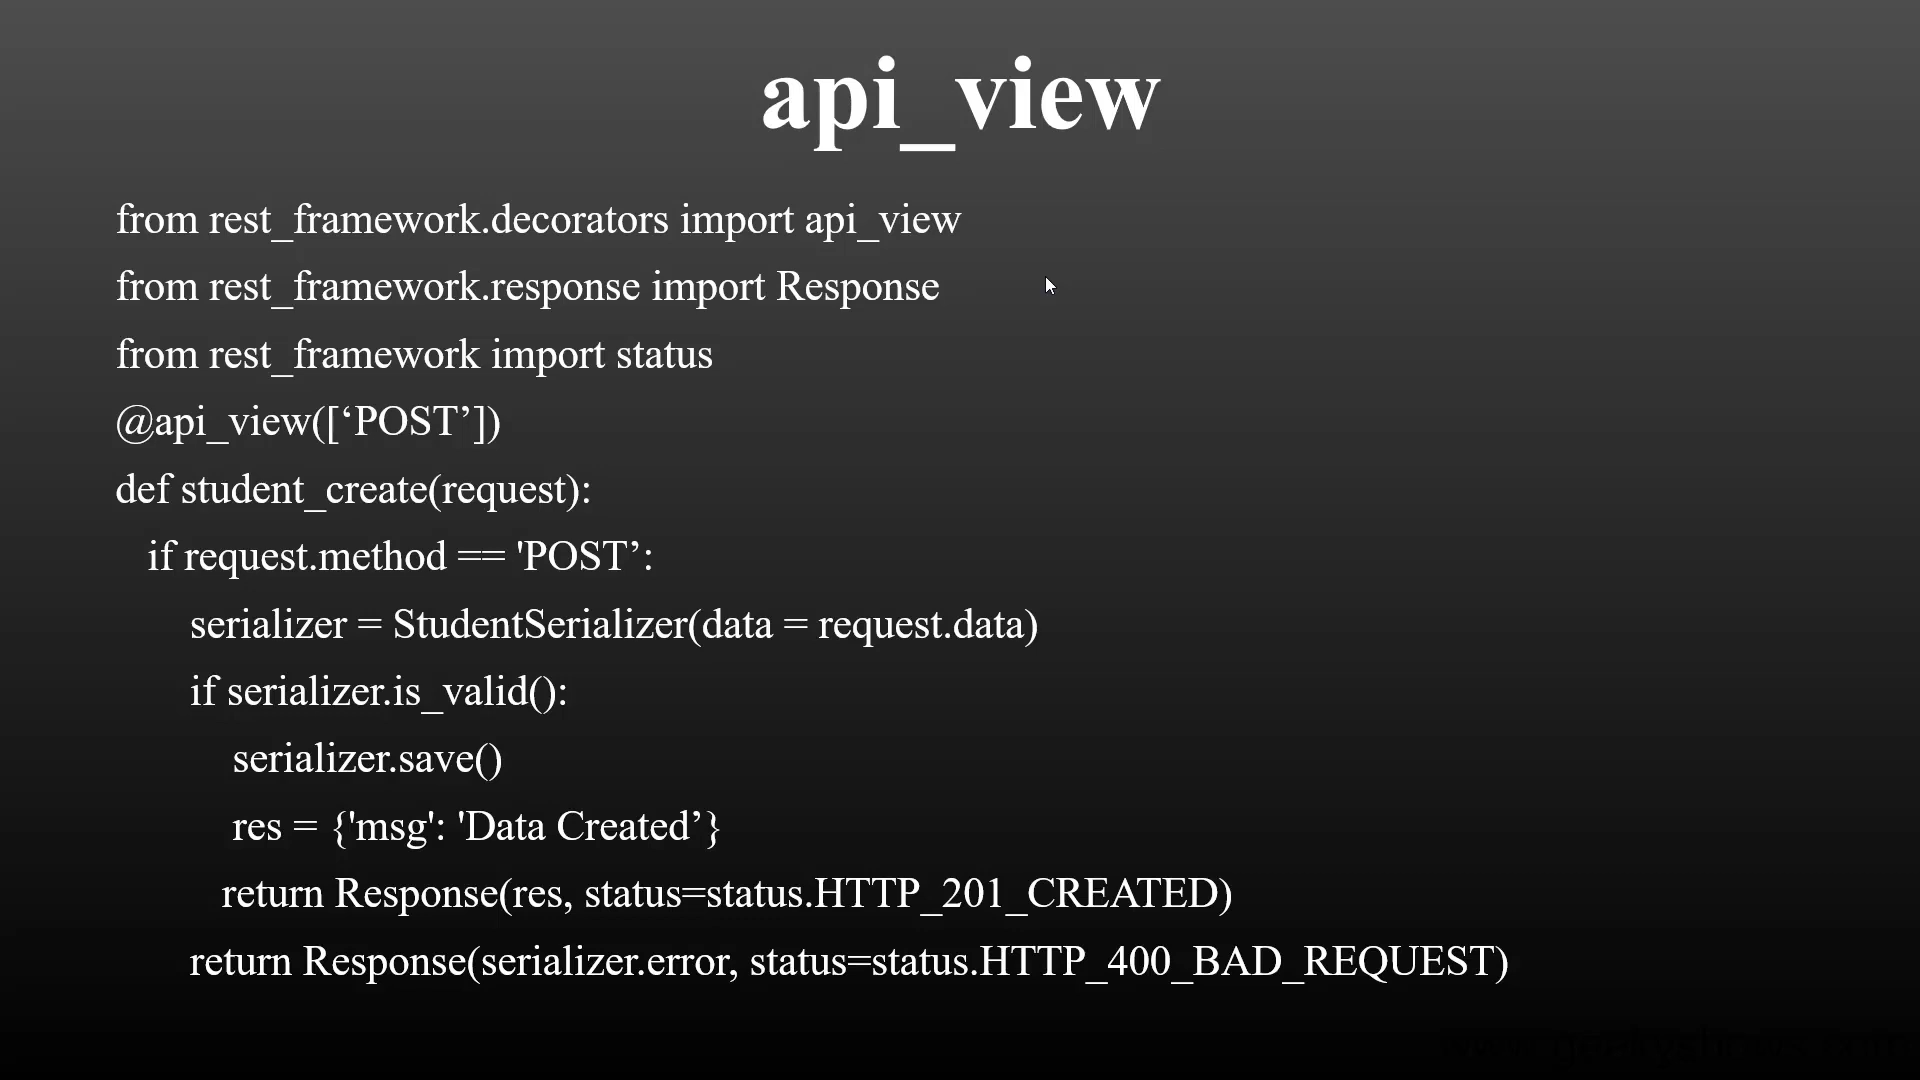 api_view
from rest_framework.decorators import api_view
from rest_framework.response import Response
from rest_framework import status
@api_view([‘POST’])
def student_create(request):
if request.method == 'POST’:
serializer = StudentSerializer(data = request.data)
if serializer.is_valid():
serializer.save()
res = {'msg': 'Data Created’}
return Response(res, status=status.HTTP_201_CREATED)
return Response(serializer.error, status=status.HTTP_400_BAD_REQUEST)